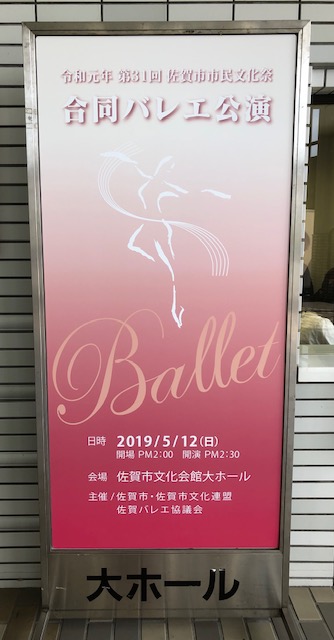 令和元年 第31回 佐賀市市民文化祭
合同バレエ公演
Ballet
日時 2019/5/12(日)
開場 PM2:00 開演 PM2:30
会場 佐賀市文化会館大ホール
主催/佐賀市・佐賀市文化連盟
佐賀バレエ協議会
大ホール